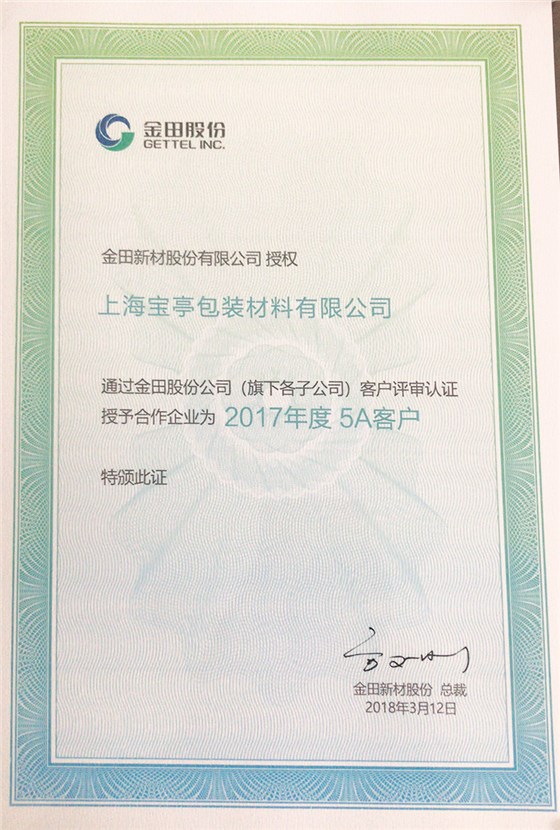 金田股份
GETTEL INC.
金田新材股份有限公司 授权
上海宝亭包装材料有限公司
通过金田股份公司（旗下各子公司）客户评审认证
授予合作企业为 2017年度 5A客户
特颁此证
金田新材股份 总裁
2018年3月12日